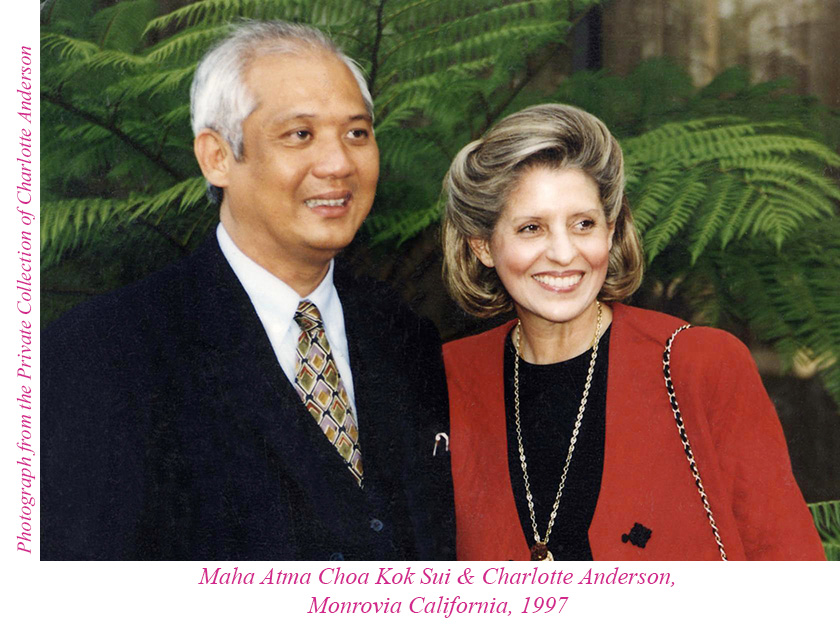 Photograph from the Private Collection of Charlotte Anderson
Maha Atma Choa Kok Sui & Charlotte Anderson,
Monrovia California, 1997